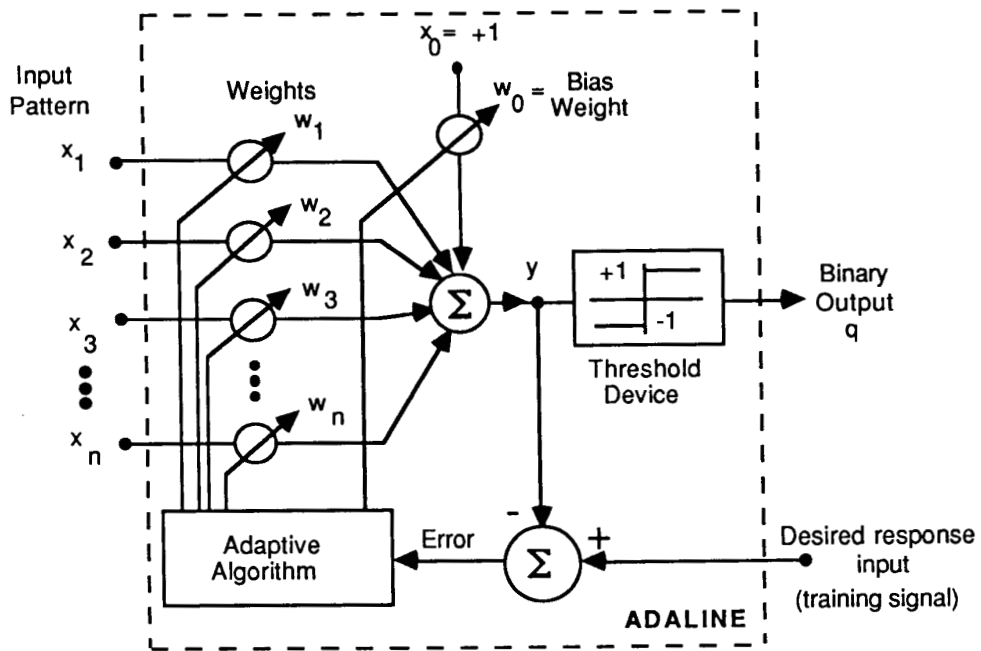 x0 = +1
Input
Pattern
Weights
w0 =
Bias
Weight
w1
x1
w2
x2
w3
x3
wn
xn
Σ
y
+1
-1
Threshold
Device
Binary
Output
q
Adaptive
Algorithm
Error
-
Σ
+
Desired response
input
(training signal)
ADALINE